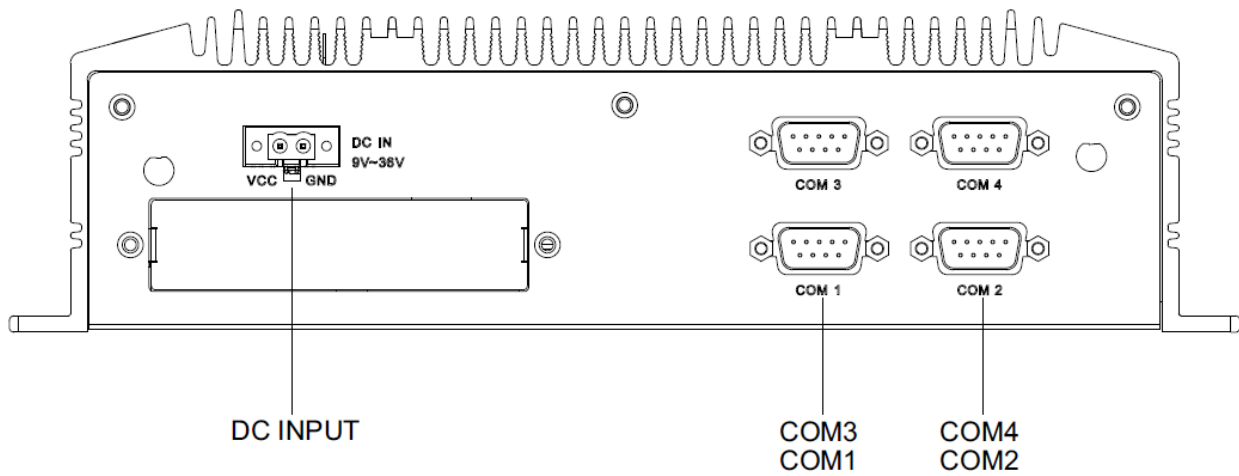 DC IN
9V~36V
VCC GND
COM 3 COM 4
COM 1 COM 2
DC INPUT
COM3 COM4
COM1 COM2